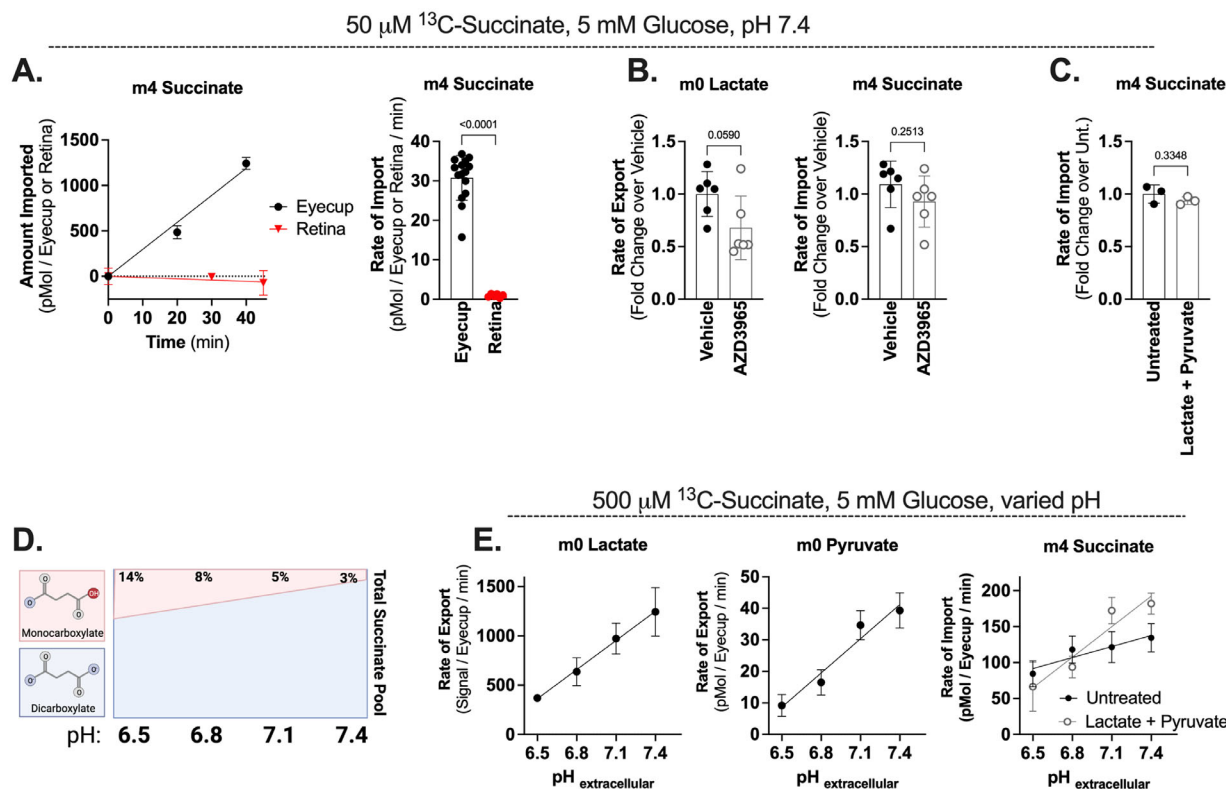 50 μM ¹³C-Succinate, 5 mM Glucose, pH 7.4
A.
m4 Succinate
Amount Imported
(pMol / Eyecup or Retina)
1500
1000
500
0
0
20
30
40
Time (min)
Eyecup
Retina
m4 Succinate
<0.0001
Rate of Import
(pMol / Eyecup or Retina / min)
40
30
20
10
0
Eyecup
Retina
B.
m0 Lactate
0.0590
Rate of Export
(Fold Change over Vehicle)
1.5
1.0
0.5
0.0
Vehicle
AZD3965
m4 Succinate
0.2513
Rate of Import
(Fold Change over Vehicle)
1.5
1.0
0.5
0.0
Vehicle
AZD3965
C.
m4 Succinate
0.3348
Rate of Import
(Fold Change over Unt.)
1.5
1.0
0.5
0.0
Untreated
Lactate + Pyruvate
D.
O
O
O
OH
Monocarboxylate
O
O
O
O
Dicarboxylate
14%
8%
5%
3%
Total Succinate Pool
pH:
6.5
6.8
7.1
7.4
500 μM ¹³C-Succinate, 5 mM Glucose, varied pH
E.
m0 Lactate
Rate of Export
(Signal / Eyecup / min)
1500
1000
500
0
6.5
6.8
7.1
7.4
pH extracellular
m0 Pyruvate
Rate of Export
(pMol / Eyecup / min)
50
40
30
20
10
0
6.5
6.8
7.1
7.4
pH extracellular
m4 Succinate
Rate of Import
(pMol / Eyecup / min)
250
200
150
100
50
0
Untreated
Lactate + Pyruvate
6.5
6.8
7.1
7.4
pH extracellular